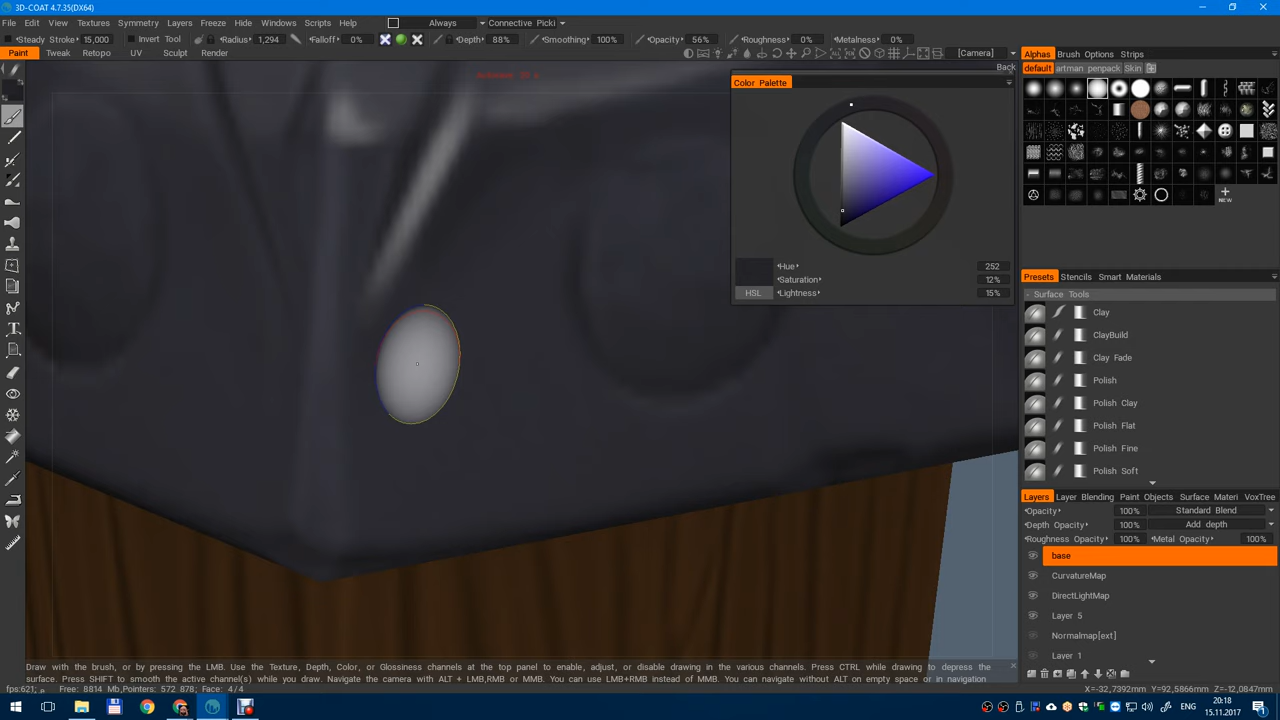 3D-COAT 4.7.35(DX64)
File Edit View Textures Symmetry Layers Freeze Hide Windows Scripts Help Always Connective Picki
Steady Stroke 15,000 Invert Tool Radius 1,294 Falloff 0% Depth 88% Smoothing 100% Opacity 56% Roughness 0% Metalness 0%
Paint Tweak Retopo UV Sculpt Render [Camera]
Back
Color Palette
Hue 252
Saturation 12%
HSL Lightness 15%
Alphas Brush Options Strips
default artman penpack Skin
NEW
Presets Stencils Smart Materials
- Surface Tools
Clay
ClayBuild
Clay Fade
Polish
Polish Clay
Polish Flat
Polish Fine
Polish Soft
Layers Layer Blending Paint Objects Surface Materi VoxTree
Opacity 100% Standard Blend
Depth Opacity 100% Add depth
Roughness Opacity 100% Metal Opacity 100%
base
CurvatureMap
DirectLightMap
Layer 5
Normalmap[ext]
Layer 1
Draw with the brush, or by pressing the LMB. Use the Texture, Depth, Color, or Glossiness channels at the top panel to enable, adjust, or disable drawing in the various channels. Press CTRL while drawing to depress the
surface. Press SHIFT to smooth the active channel(s) while you draw. Navigate the camera with ALT + LMB,RMB or MMB. You can use LMB+RMB instead of MMB. You can navigate without ALT on empty space or in navigation
fps:621; Free: 8814 Mb,Pointers: 572 878; Face: 4/4
X=-32,7392mm Y=92,5866mm Z=-12,0847mm
ENG
20:18
15.11.2017